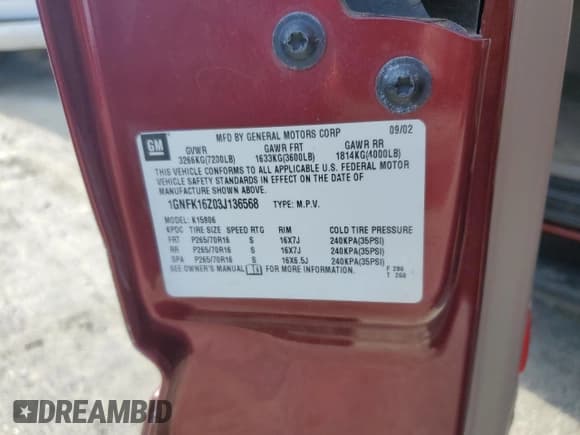 MFD BY GENERAL MOTORS CORP 09/02
GM
GVWR GAWR FRT GAWR RR
3266KG(7200LB) 1633KG(3600LB) 1814KG(4000LB)
THIS VEHICLE CONFORMS TO ALL APPLICABLE U.S. FEDERAL MOTOR
VEHICLE SAFETY STANDARDS IN EFFECT ON THE DATE OF
MANUFACTURE SHOWN ABOVE.
1GNFK16Z03J136568 TYPE: M.P.V.
MODEL: K15906
KPDC TIRE SIZE SPEED RTG RIM COLD TIRE PRESSURE
FRT P265/70R16 S 16X7J 240KPA(35PSI)
RR P265/70R16 S 16X7J 240KPA(35PSI)
SPA P265/70R16 S 16X6.5J 240KPA(35PSI)
SEE OWNER'S MANUAL FOR MORE INFORMATION.
F 286
T 260
DREAMBID